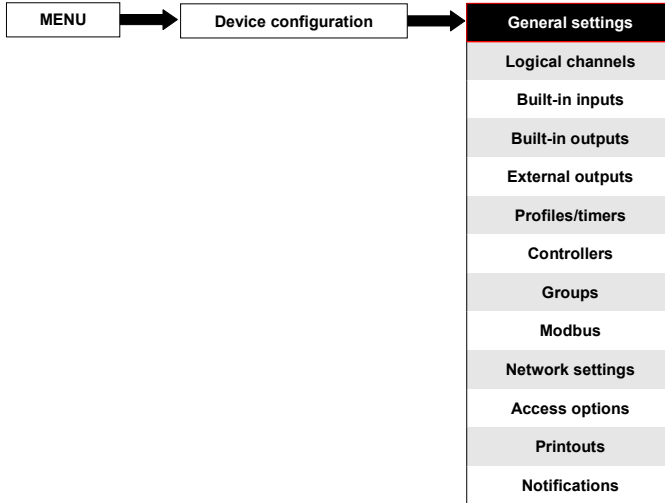 MENU
Device configuration
General settings
Logical channels
Built-in inputs
Built-in outputs
External outputs
Profiles/timers
Controllers
Groups
Modbus
Network settings
Access options
Printouts
Notifications